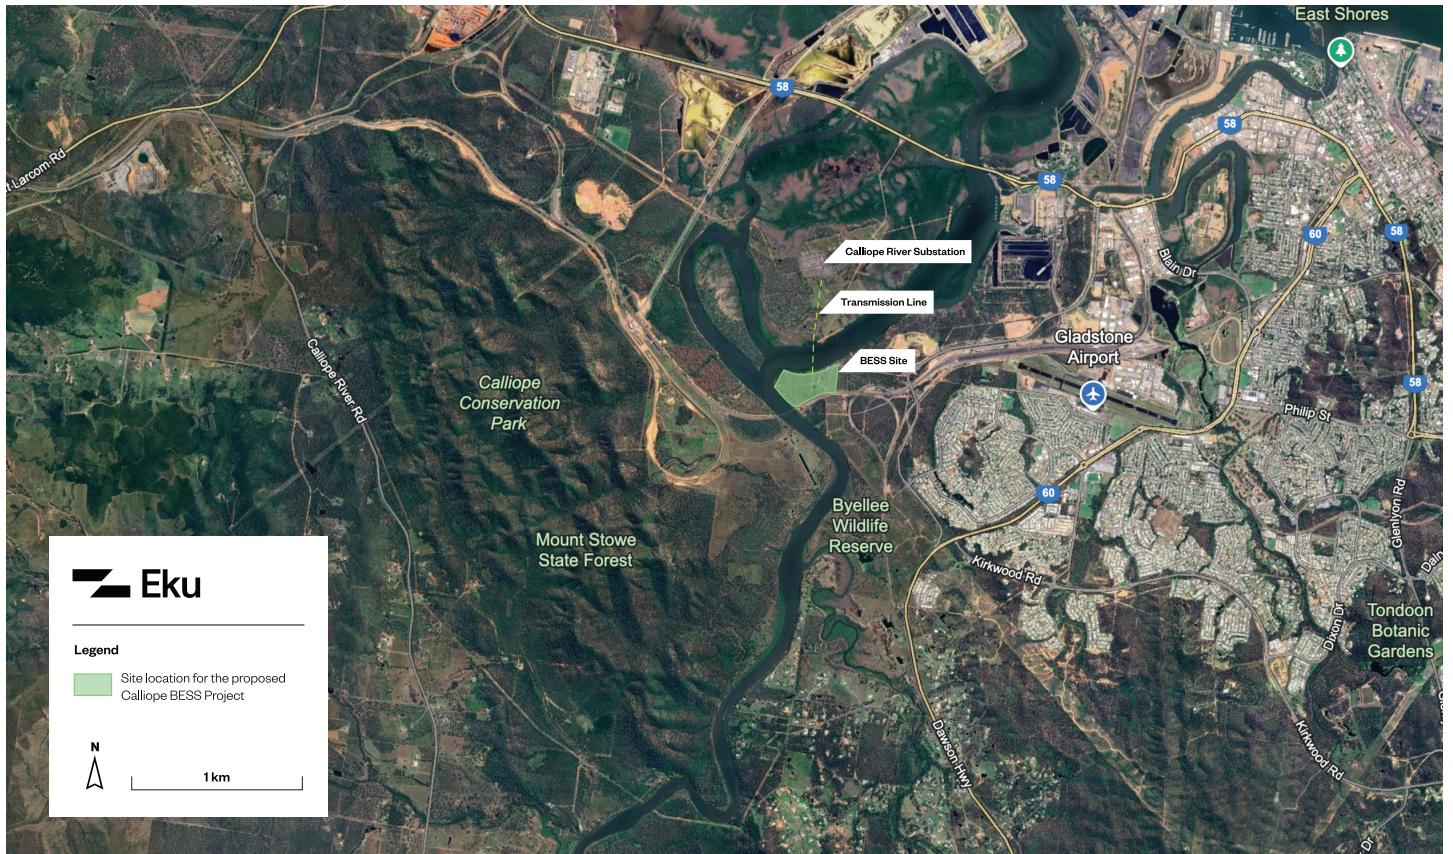 East Shores
58
58
58
t Larcom Rd
60
58
Calliope River Substation
Blain Dr
Transmission Line
Gladstone
Airport
BESS Site
Calliope River Rd
Calliope
Conservation
Park
58
Philip St
60
Byellee
Wildlife
Reserve
Glenlyon Rd
Mount Stowe
State Forest
Kirkwood Rd
Dixon Dr
Tondoon
Botanic
Gardens
Dawson Hwy
Kirkwood Rd
Dr
Eku
Legend
Site location for the proposed
Calliope BESS Project
N
1 km